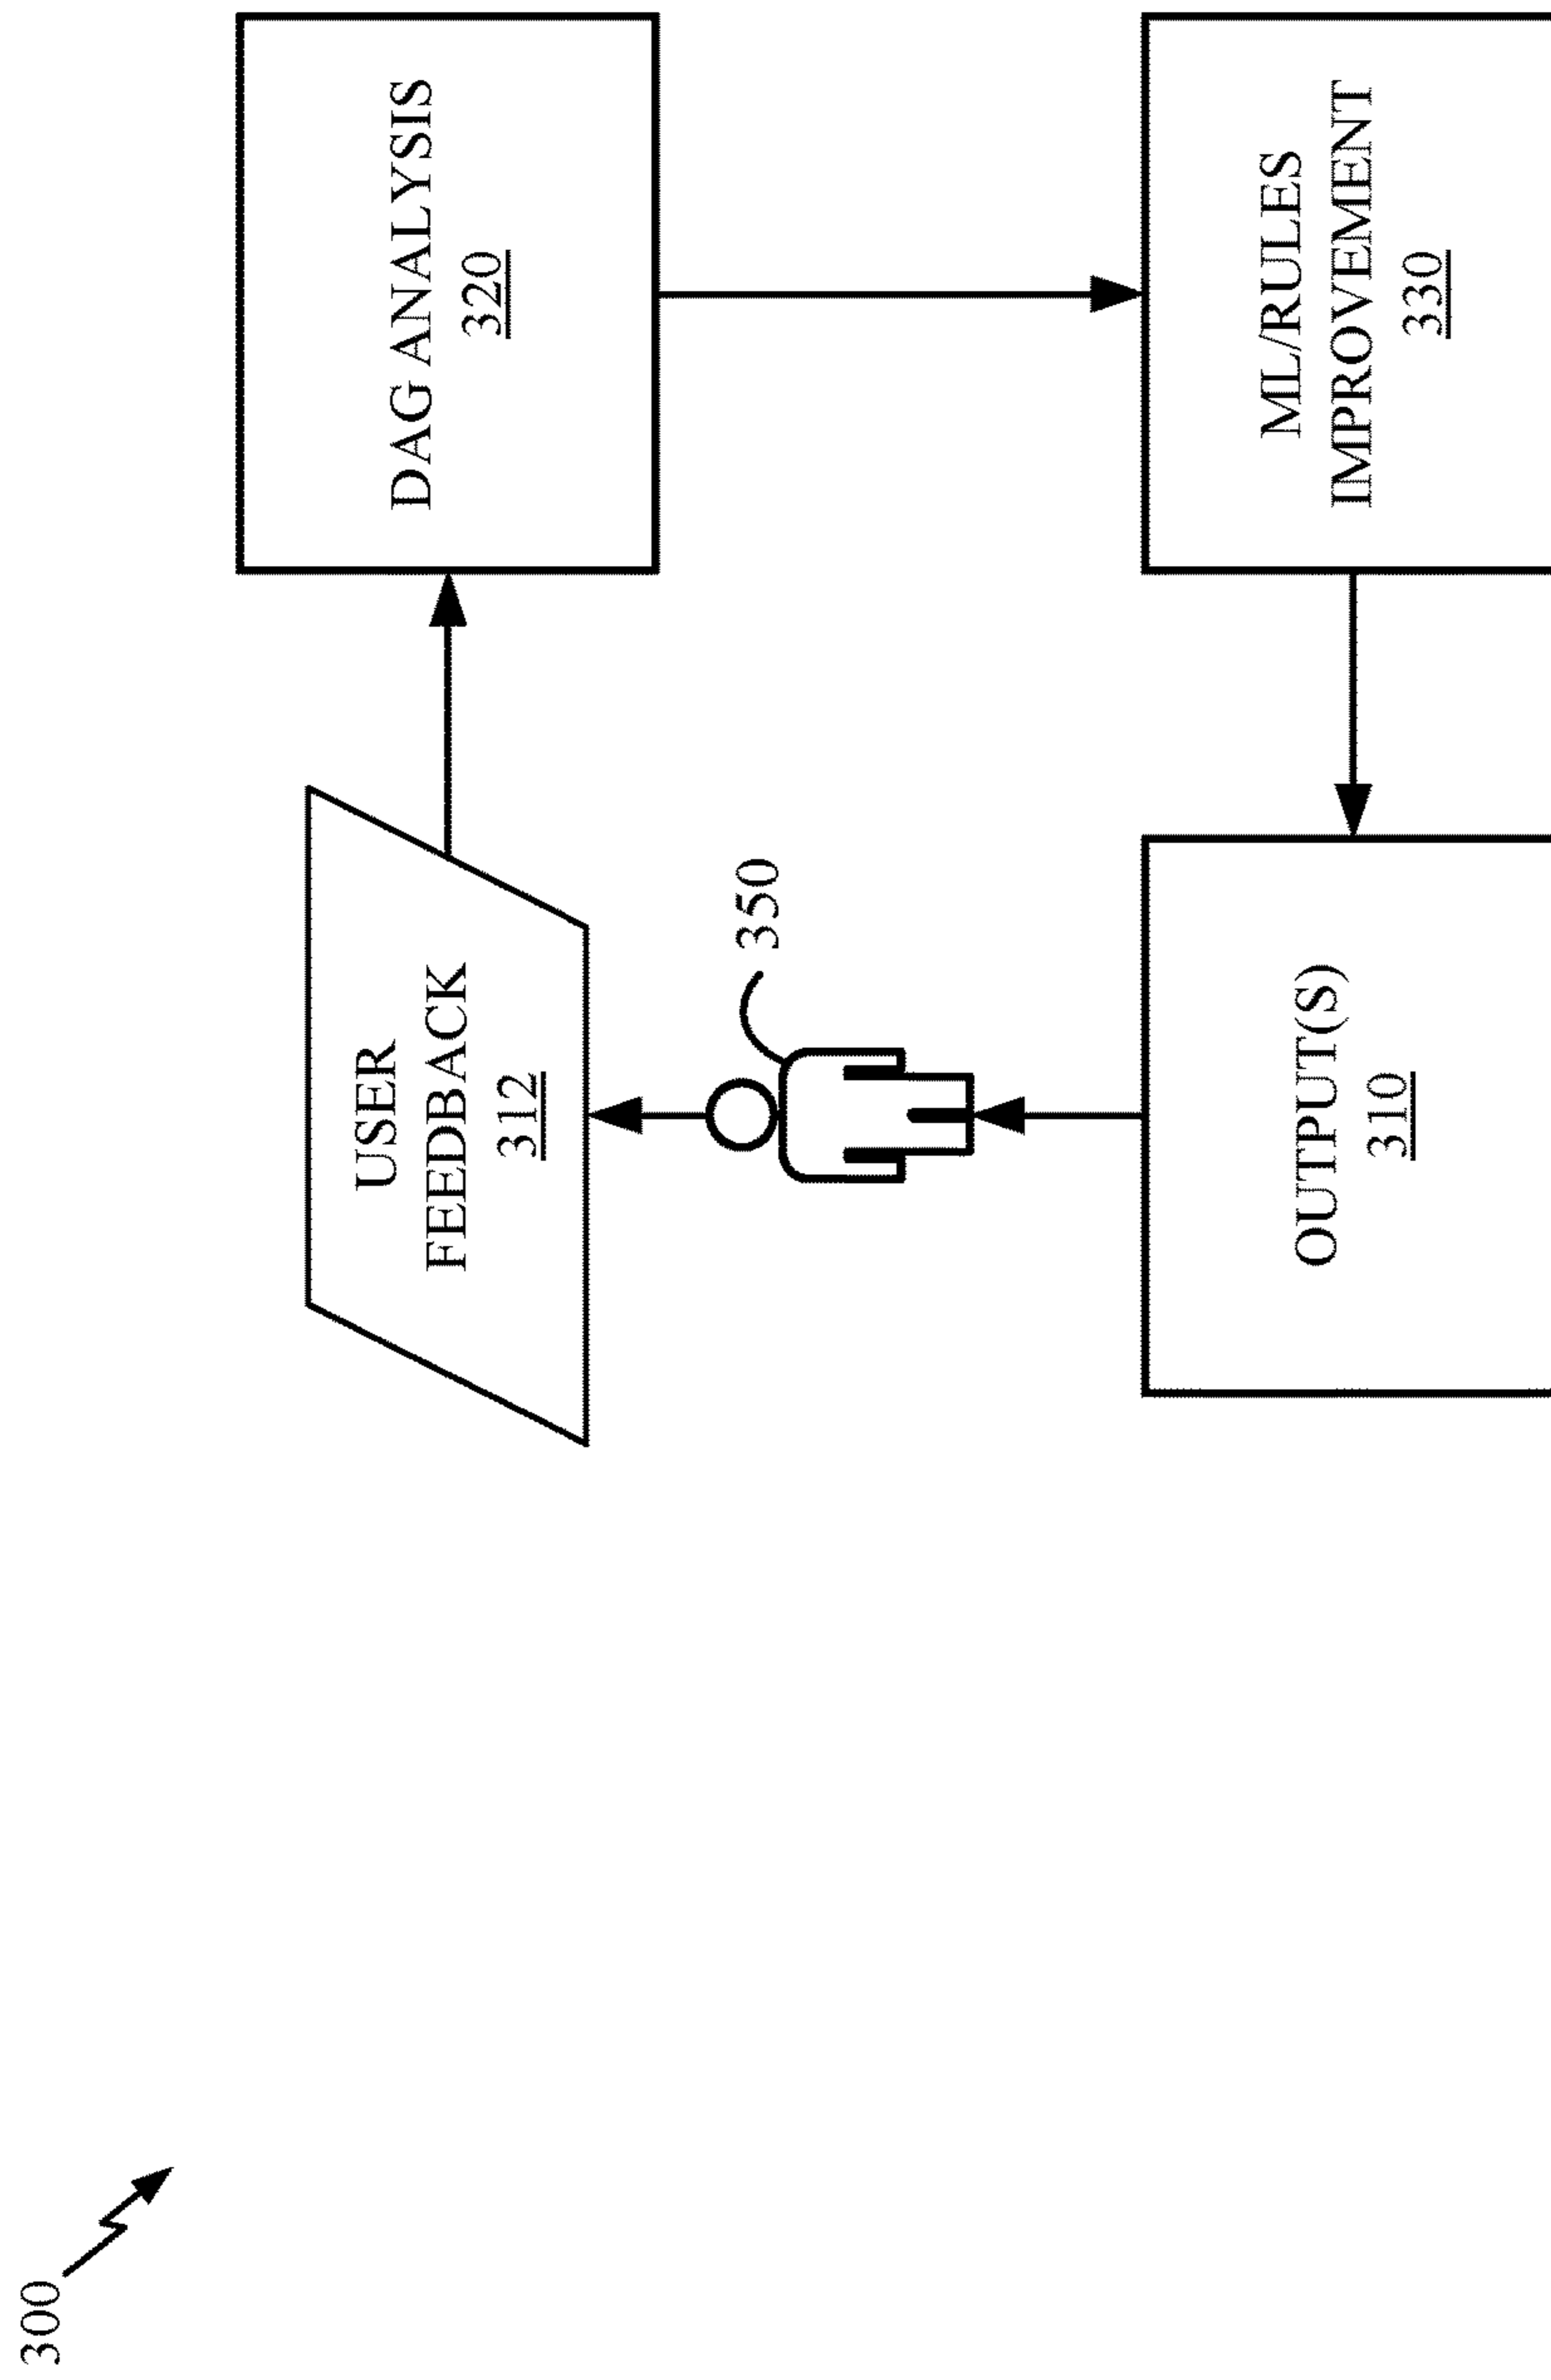 300
USER
FEEDBACK
312
DAG ANALYSIS
320
350
OUTPUT(S)
310
ML/RULES
IMPROVEMENT
330